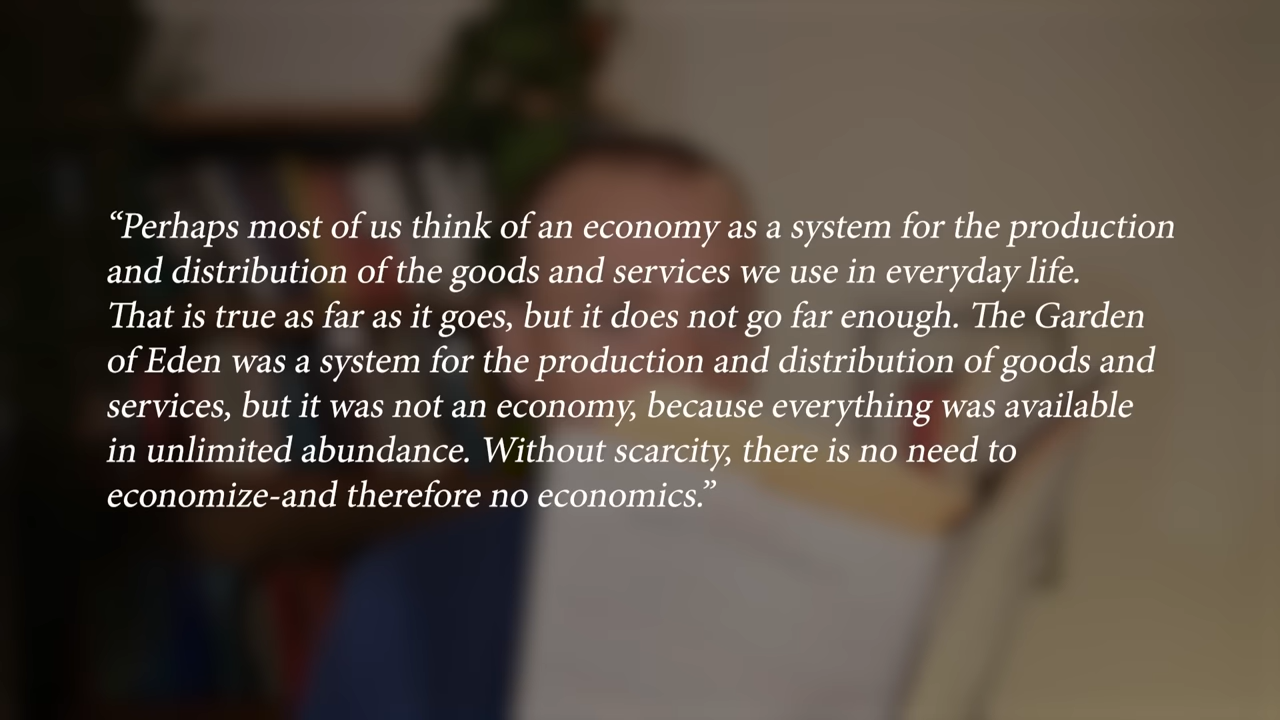 “Perhaps most of us think of an economy as a system for the production
and distribution of the goods and services we use in everyday life.
That is true as far as it goes, but it does not go far enough. The Garden
of Eden was a system for the production and distribution of goods and
services, but it was not an economy, because everything was available
in unlimited abundance. Without scarcity, there is no need to
economize-and therefore no economics.”